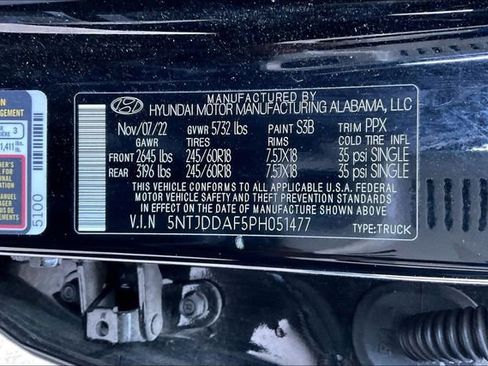 MANUFACTURED BY
HYUNDAI MOTOR MANUFACTURING ALABAMA, LLC
Nov/07/22 GVWR 5732 lbs PAINT S3B TRIM PPX
GAWR TIRES RIMS COLD TIRE INFL
FRONT 2645 lbs 245/60R18 7.5JX18 35 psi SINGLE
REAR 3196 lbs 245/60R18 7.5JX18 35 psi SINGLE
THIS VEHICLE CONFORMS TO ALL APPLICABLE U.S.A. FEDERAL
MOTOR VEHICLE SAFETY AND THEFT PREVENTION STANDARDS
IN EFFECT ON THE DATE OF MANUFACTURE SHOWN ABOVE.
V.I.N 5NTJDDAF5PH051477 TYPE:TRUCK
3
5100